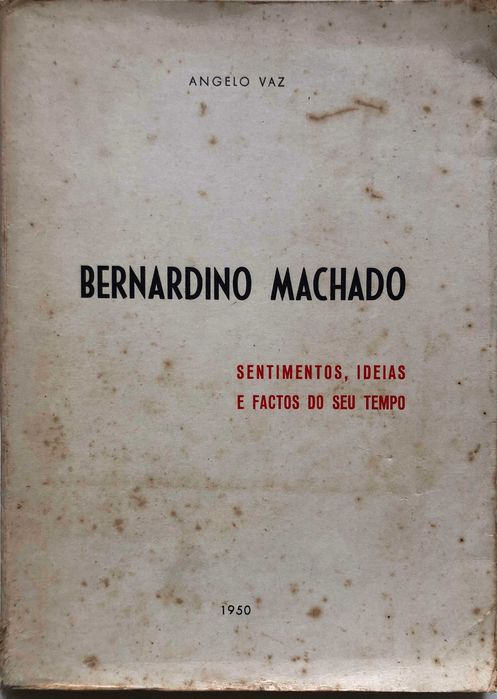 ANGELO VAZ
BERNARDINO MACHADO
SENTIMENTOS, IDEIAS
E FACTOS DO SEU TEMPO
1950